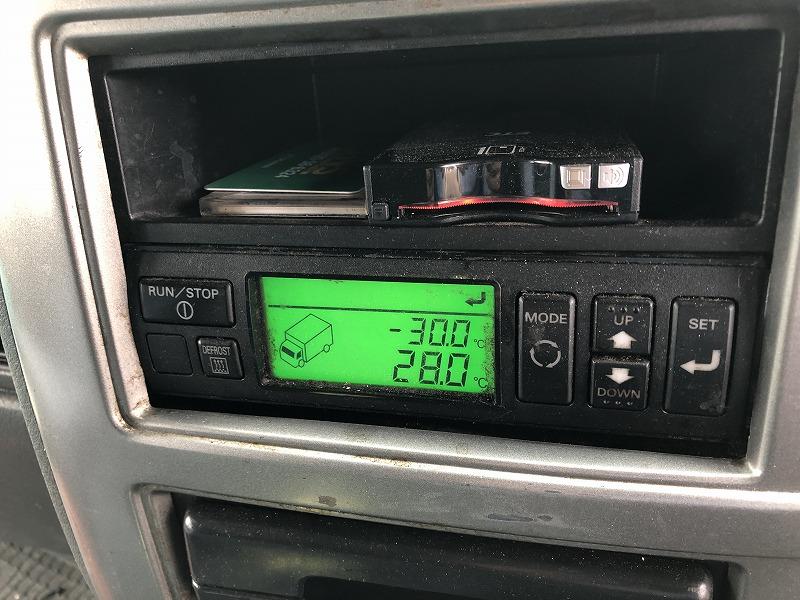 RUN/STOP
DEFROST
-30.0 °C
28.0 °C
MODE
UP
DOWN
SET